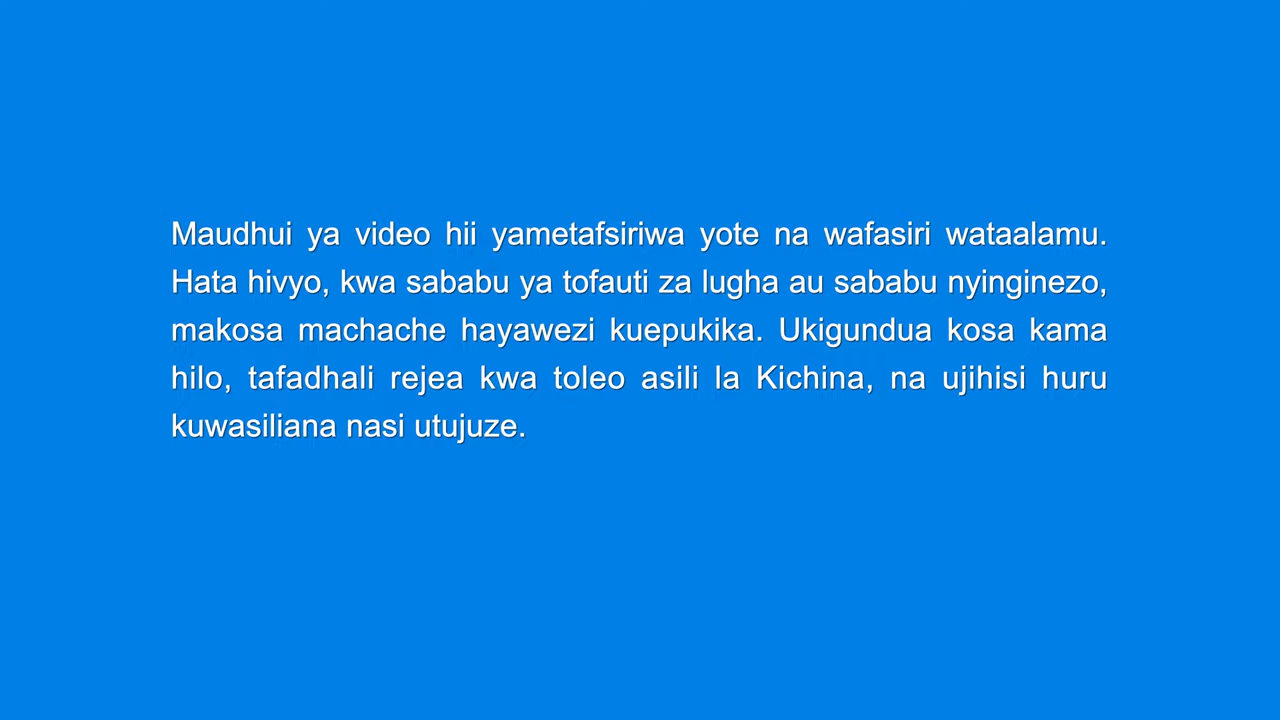 Maudhui ya video hii yametafsiriwa yote na wafasiri wataalamu.
Hata hivyo, kwa sababu ya tofauti za lugha au sababu nyinginezo,
makosa machache hayawezi kuepukika. Ukigundua kosa kama
hilo, tafadhali rejea kwa toleo asili la Kichina, na ujihisi huru
kuwasiliana nasi utujuze.